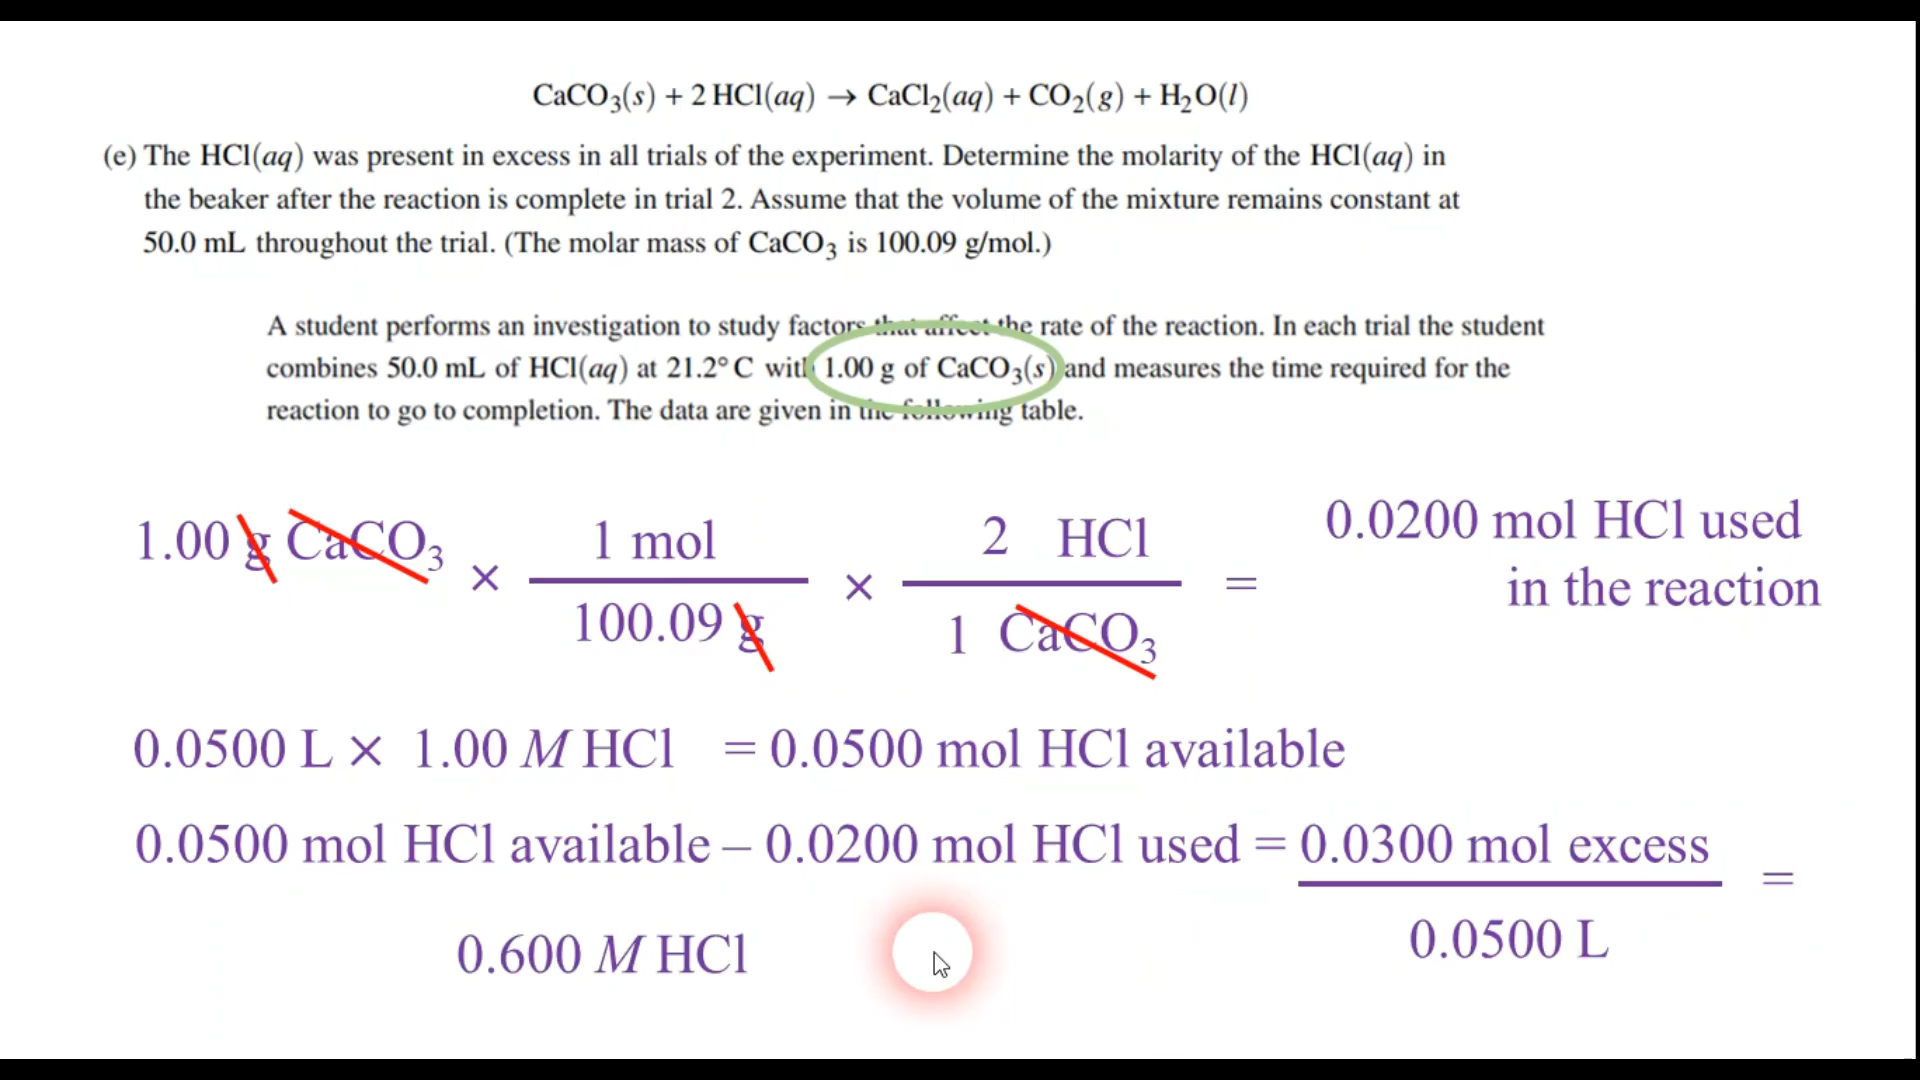 CaCO₃(s) + 2 HCl(aq) → CaCl₂(aq) + CO₂(g) + H₂O(l)
(e) The HCl(aq) was present in excess in all trials of the experiment. Determine the molarity of the HCl(aq) in
the beaker after the reaction is complete in trial 2. Assume that the volume of the mixture remains constant at
50.0 mL throughout the trial. (The molar mass of CaCO₃ is 100.09 g/mol.)
A student performs an investigation to study factors that affect the rate of the reaction. In each trial the student
combines 50.0 mL of HCl(aq) at 21.2° C with 1.00 g of CaCO₃(s) and measures the time required for the
reaction to go to completion. The data are given in the following table.
1.00 g CaCO₃ × 1 mol / 100.09 g × 2 HCl / 1 CaCO₃ = 0.0200 mol HCl used
in the reaction
0.0500 L × 1.00 M HCl = 0.0500 mol HCl available
0.0500 mol HCl available – 0.0200 mol HCl used = 0.0300 mol excess / 0.0500 L =
0.600 M HCl